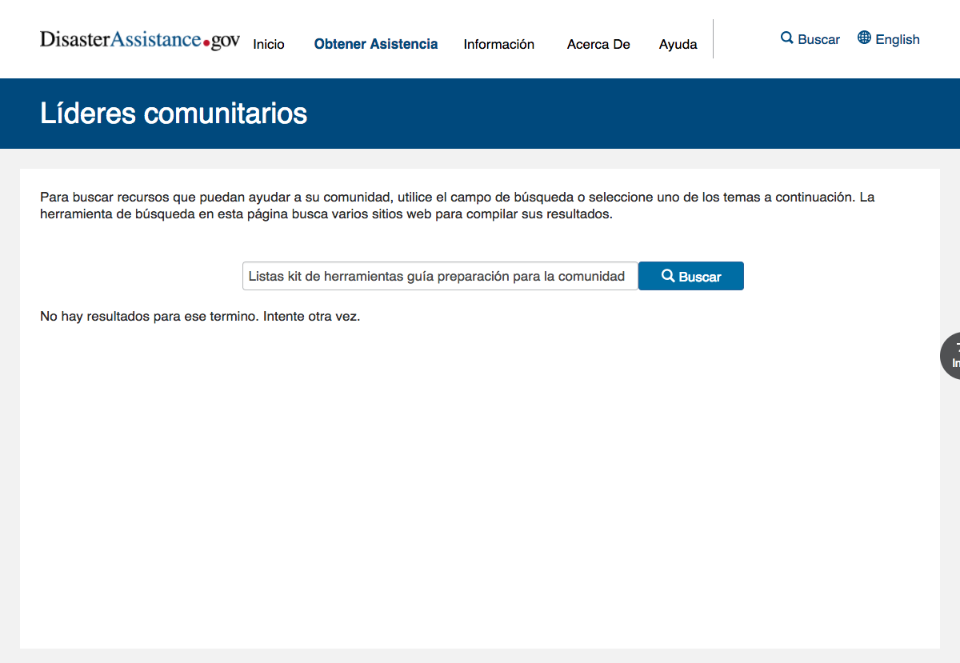 DisasterAssistance.gov Inicio Obtener Asistencia Información Acerca De Ayuda Buscar English
Líderes comunitarios
Para buscar recursos que puedan ayudar a su comunidad, utilice el campo de búsqueda o seleccione uno de los temas a continuación. La
herramienta de búsqueda en esta página busca varios sitios web para compilar sus resultados.
Listas kit de herramientas guía preparación para la comunidad Buscar
No hay resultados para ese termino. Intente otra vez.